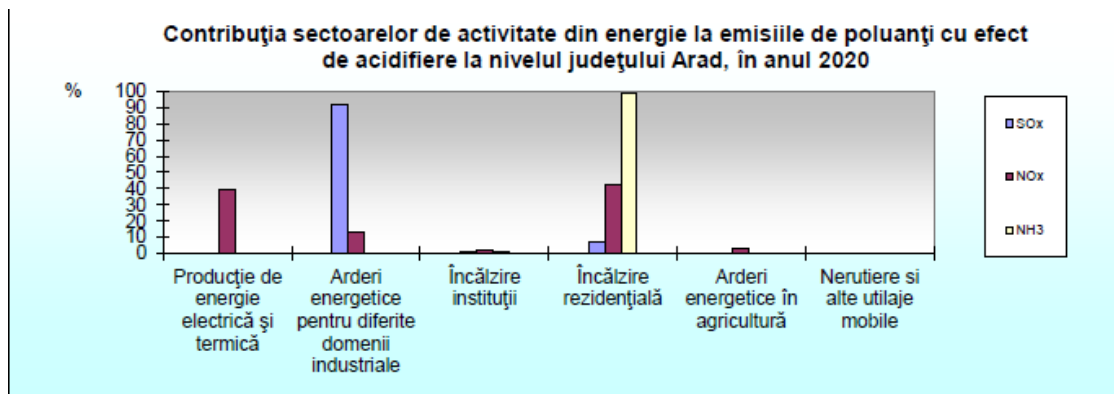 Contribuţia sectoarelor de activitate din energie la emisiile de poluanţi cu efect
de acidifiere la nivelul judeţului Arad, în anul 2020
%
100
90
80
70
60
50
40
30
20
10
0
Producţie de
energie
electrică şi
termică
Arderi
energetice
pentru diferite
domenii
industriale
Încălzire
instituţii
Încălzire
rezidenţială
Arderi
energetice în
agricultură
Nerutiere si
alte utilaje
mobile
SOx
NOx
NH3